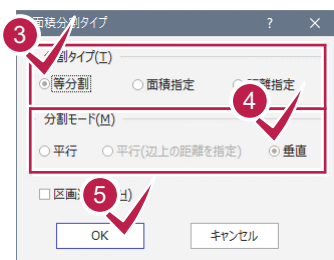 面積分割タイプ ? ×
3
割タイプ(T)
等分割 面積指定 距離指定
4
分割モード(M)
平行 平行(辺上の距離を指定) 垂直
5
区画
OK キャンセル